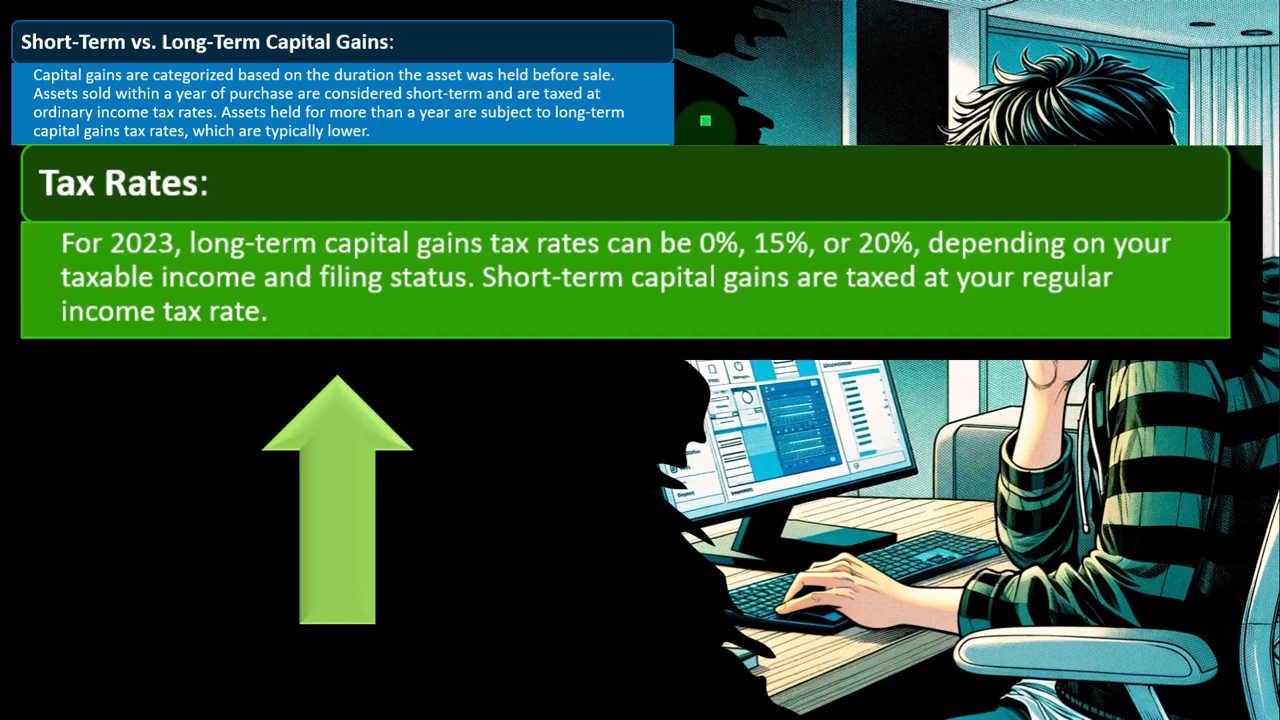 Short-Term vs. Long-Term Capital Gains:
Capital gains are categorized based on the duration the asset was held before sale.
Assets sold within a year of purchase are considered short-term and are taxed at
ordinary income tax rates. Assets held for more than a year are subject to long-term
capital gains tax rates, which are typically lower.
Tax Rates:
For 2023, long-term capital gains tax rates can be 0%, 15%, or 20%, depending on your
taxable income and filing status. Short-term capital gains are taxed at your regular
income tax rate.